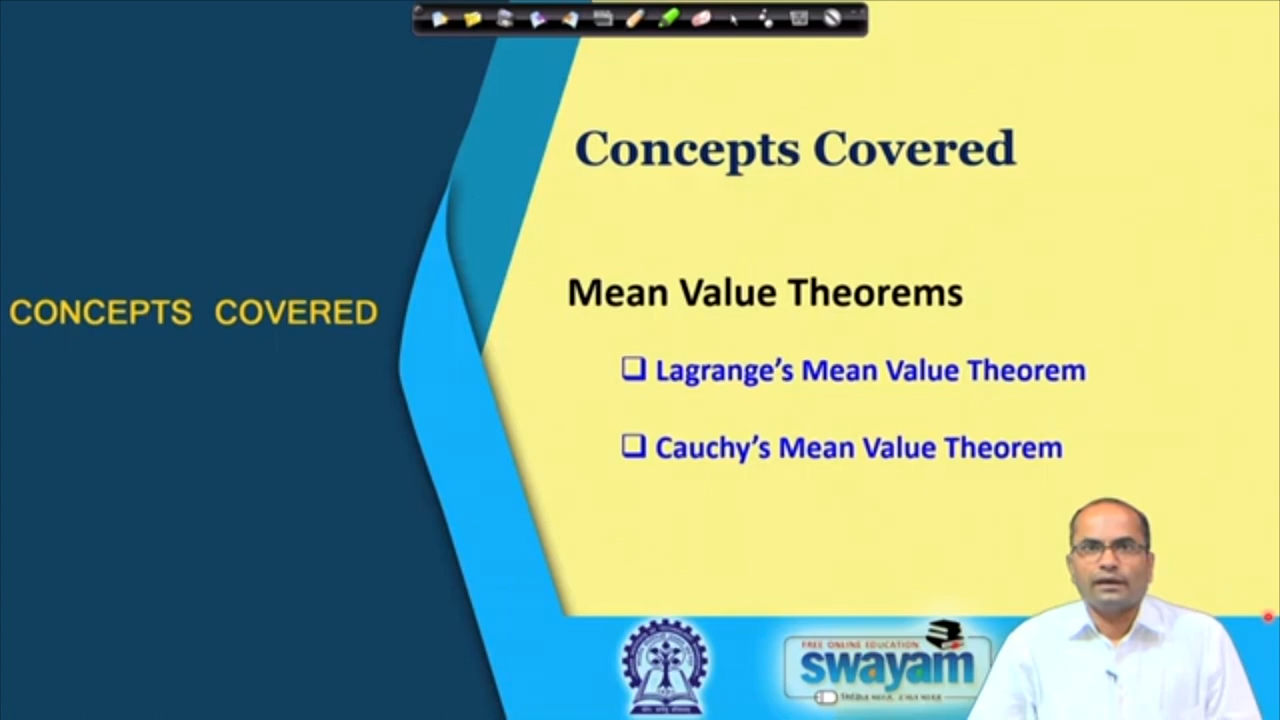 Concepts Covered
CONCEPTS COVERED
Mean Value Theorems
Lagrange's Mean Value Theorem
Cauchy's Mean Value Theorem
FREE ONLINE EDUCATION
swayam